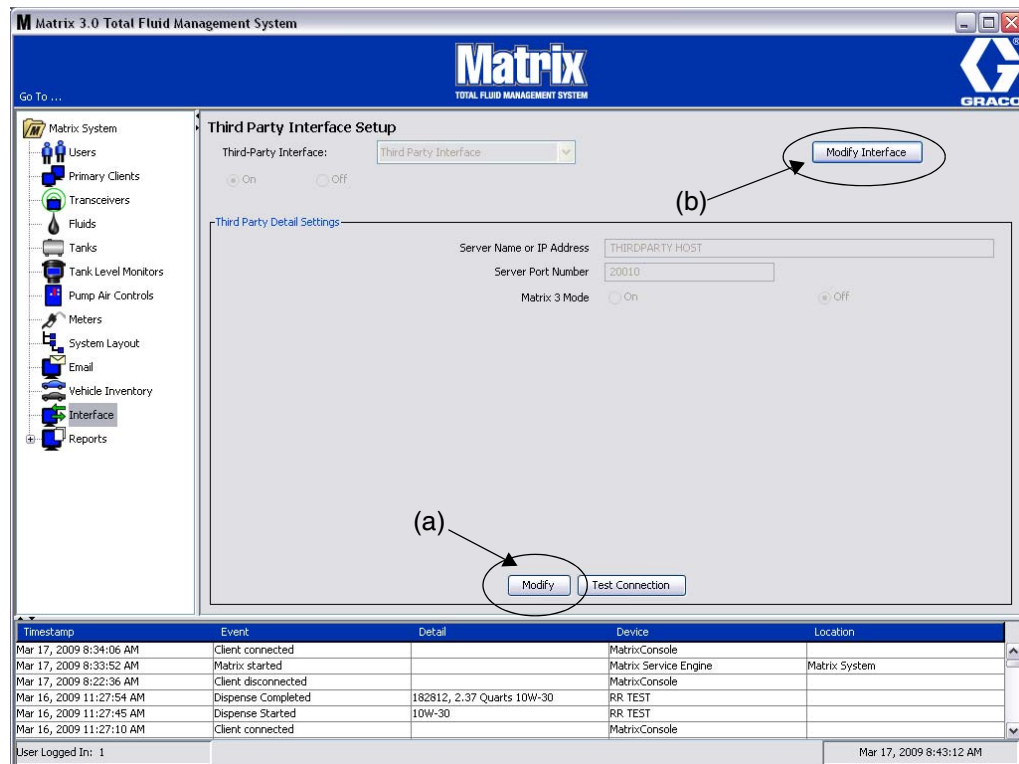 M Matrix 3.0 Total Fluid Management System
Matrix
TOTAL FLUID MANAGEMENT SYSTEM
®
GRACO
Go To ...
Matrix System
Users
Primary Clients
Transceivers
Fluids
Tanks
Tank Level Monitors
Pump Air Controls
Meters
System Layout
Email
Vehicle Inventory
Interface
Reports
Third Party Interface Setup
Third-Party Interface: Third Party Interface
On Off
Modify Interface
(b)
Third Party Detail Settings
Server Name or IP Address THIRDPARTY HOST
Server Port Number 20010
Matrix 3 Mode On Off
(a)
Modify Test Connection
Timestamp Event Detail Device Location
Mar 17, 2009 8:34:06 AM Client connected MatrixConsole
Mar 17, 2009 8:33:52 AM Matrix started Matrix Service Engine Matrix System
Mar 17, 2009 8:22:36 AM Client disconnected MatrixConsole
Mar 16, 2009 11:27:54 AM Dispense Completed 182812, 2.37 Quarts 10W-30 RR TEST
Mar 16, 2009 11:27:45 AM Dispense Started 10W-30 RR TEST
Mar 16, 2009 11:27:10 AM Client connected MatrixConsole
User Logged In: 1 Mar 17, 2009 8:43:12 AM